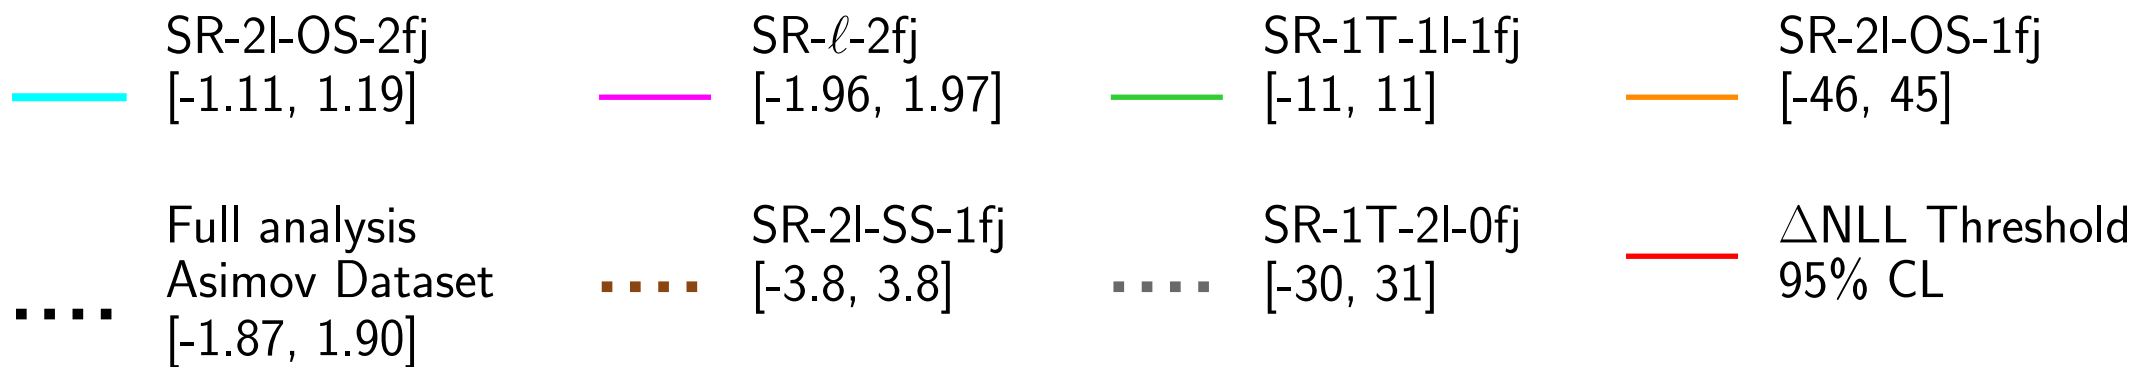 SR-2l-OS-2fj
[-1.11, 1.19]
SR-ℓ-2fj
[-1.96, 1.97]
SR-1T-1l-1fj
[-11, 11]
SR-2l-OS-1fj
[-46, 45]
Full analysis
Asimov Dataset
[-1.87, 1.90]
SR-2l-SS-1fj
[-3.8, 3.8]
SR-1T-2l-0fj
[-30, 31]
ΔNLL Threshold
95% CL